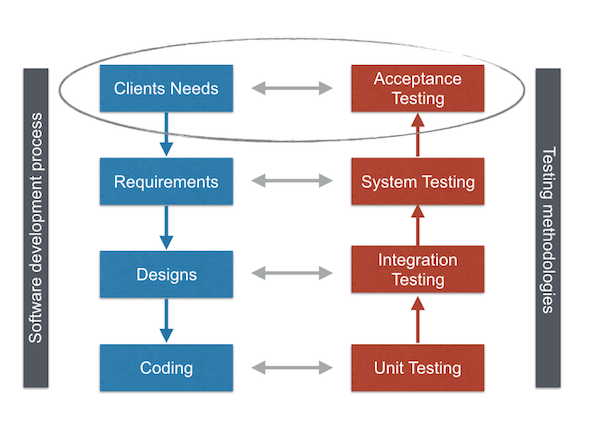 Software development process
Clients Needs
Acceptance
Testing
Requirements
System Testing
Designs
Integration
Testing
Coding
Unit Testing
Testing methodologies